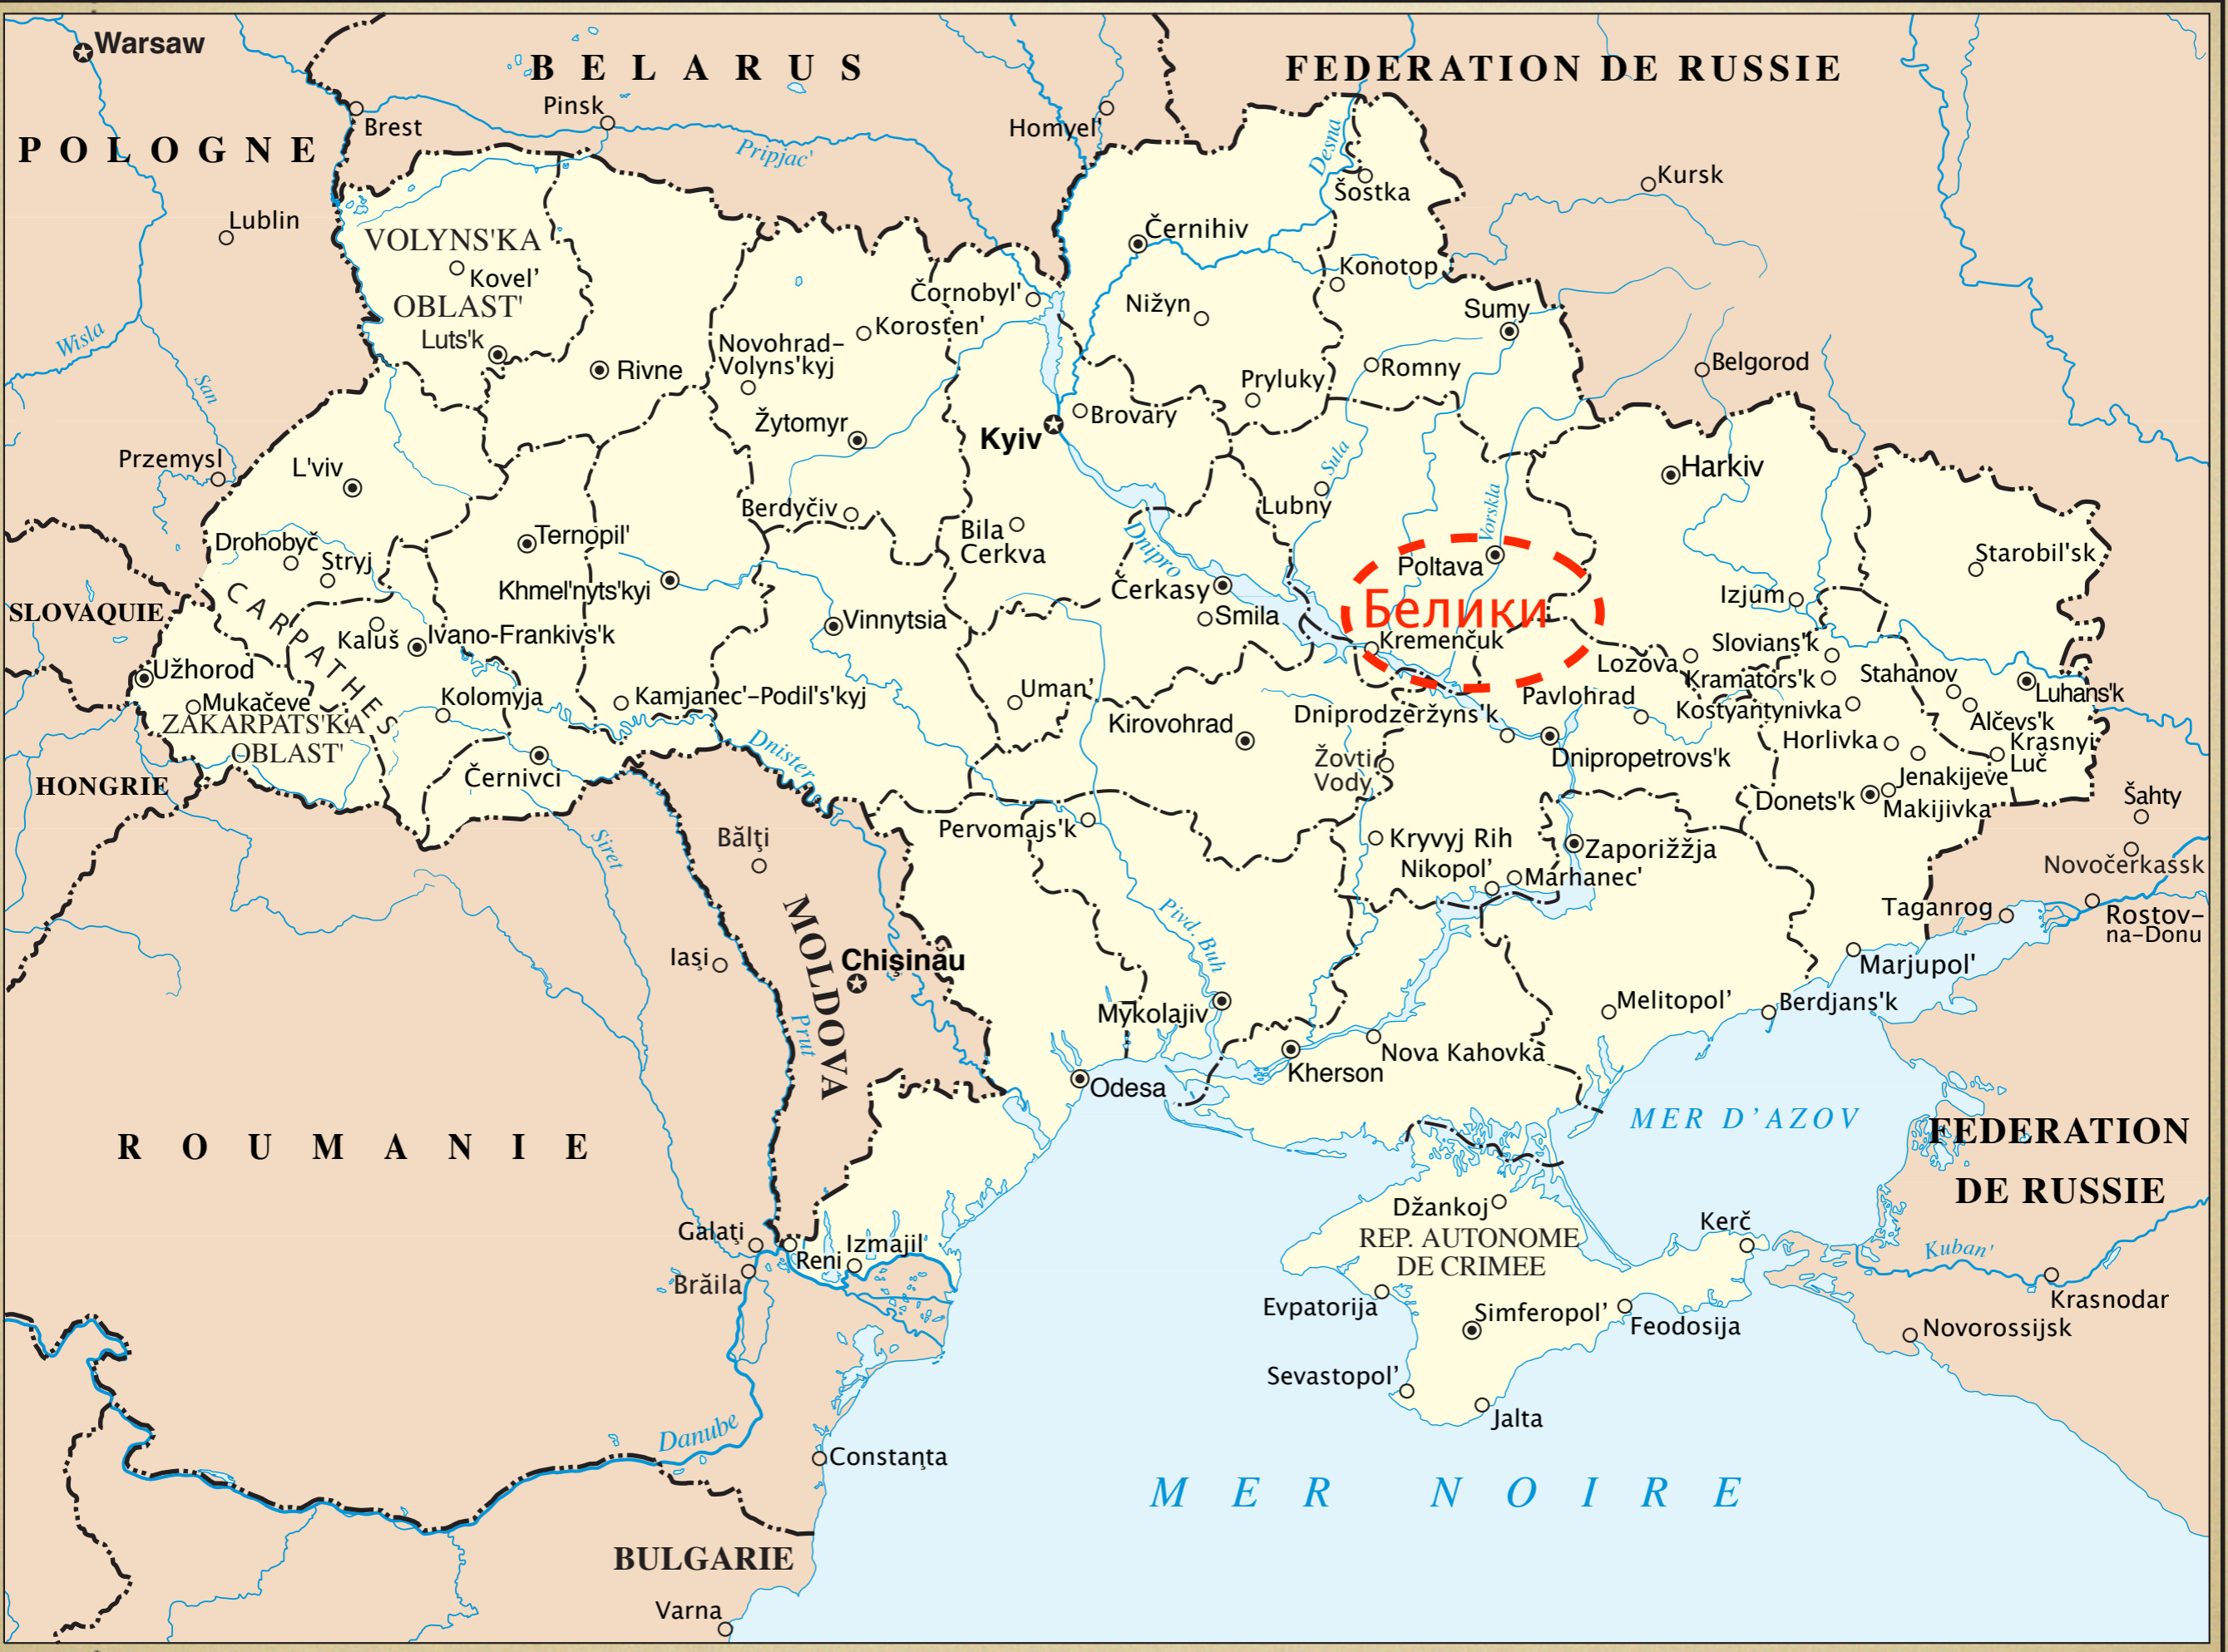 Warsaw
BELARUS
FEDERATION DE RUSSIE
Pinsk
Brest
Homyel'
POLOGNE
Pripjac'
Desna
Šostka
Kursk
Lublin
Černihiv
VOLYNS'KA
Kovel'
OBLAST'
Luts'k
Konotop
Čornobyl'
Nižyn
Sumy
Korosten'
Wisla
San
Novohrad-
Volyns'kyj
Rivne
Romny
Belgorod
Pryluky
Brovary
Žytomyr
Kyiv
Przemysl
L'viv
Sula
Harkiv
Berdyčiv
Lubny
Vorskla
Bila
Cerkva
Drohobyč
Stryj
Ternopil'
Dnipro
Poltava
Starobil'sk
Khmel'nyts'kyi
Čerkasy
Белики
Izjum
SLOVAQUIE
CARPATHES
Kaluš
Ivano-Frankivs'k
Vinnytsia
Smila
Kremenčuk
Slovians'k
Lozova
Užhorod
Mukačeve
ZAKARPATS'KA
OBLAST'
Kolomyja
Kamjanec'-Podil's'kyj
Uman'
Kramators'k
Stahanov
Luhans'k
Pavlohrad
Dniprodzeržyns'k
Kostyantynivka
Kirovohrad
Alčevs'k
Horlivka
Krasnyi
Luč
Dnister
Žovti
Vody
Dnipropetrovs'k
HONGRIE
Černivci
Jenakijeve
Donets'k
Makijivka
Šahty
Siret
Bălţi
Pervomajs'k
Kryvyj Rih
Zaporižžja
Nikopol'
Marhanec'
Novočerkassk
Taganrog
Rostov-
na-Donu
Pivd. Buh
MOLDOVA
Iaşi
Chişinău
Marjupol'
Prut
Mykolajiv
Melitopol'
Berdjans'k
Nova Kahovka
Kherson
Odesa
MER D'AZOV
FEDERATION
DE RUSSIE
ROUMANIE
Džankoj
REP. AUTONOME
DE CRIMEE
Kerč
Galaţi
Reni
Izmajil
Brăila
Kuban'
Evpatorija
Simferopol'
Feodosija
Krasnodar
Novorossijsk
Sevastopol'
Jalta
Danube
Constanţa
MER NOIRE
BULGARIE
Varna